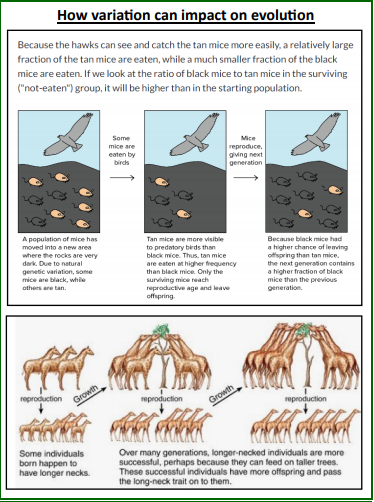 How variation can impact on evolution
Because the hawks can see and catch the tan mice more easily, a relatively large
fraction of the tan mice are eaten, while a much smaller fraction of the black
mice are eaten. If we look at the ratio of black mice to tan mice in the surviving
("not-eaten") group, it will be higher than in the starting population.
Some
mice are
eaten by
birds
Mice
reproduce,
giving next
generation
A population of mice has
moved into a new area
where the rocks are very
dark. Due to natural
genetic variation, some
mice are black, while
others are tan.
Tan mice are more visible
to predatory birds than
black mice. Thus, tan mice
are eaten at higher frequency
than black mice. Only the
surviving mice reach
reproductive age and leave
offspring.
Because black mice had
a higher chance of leaving
offspring than tan mice,
the next generation contains
a higher fraction of black
mice than the previous
generation.
reproduction
Growth
reproduction
Growth
reproduction
Some individuals
born happen to
have longer necks.
Over many generations, longer-necked individuals are more
successful, perhaps because they can feed on taller trees.
These successful individuals have more offspring and pass
the long-neck trait on to them.